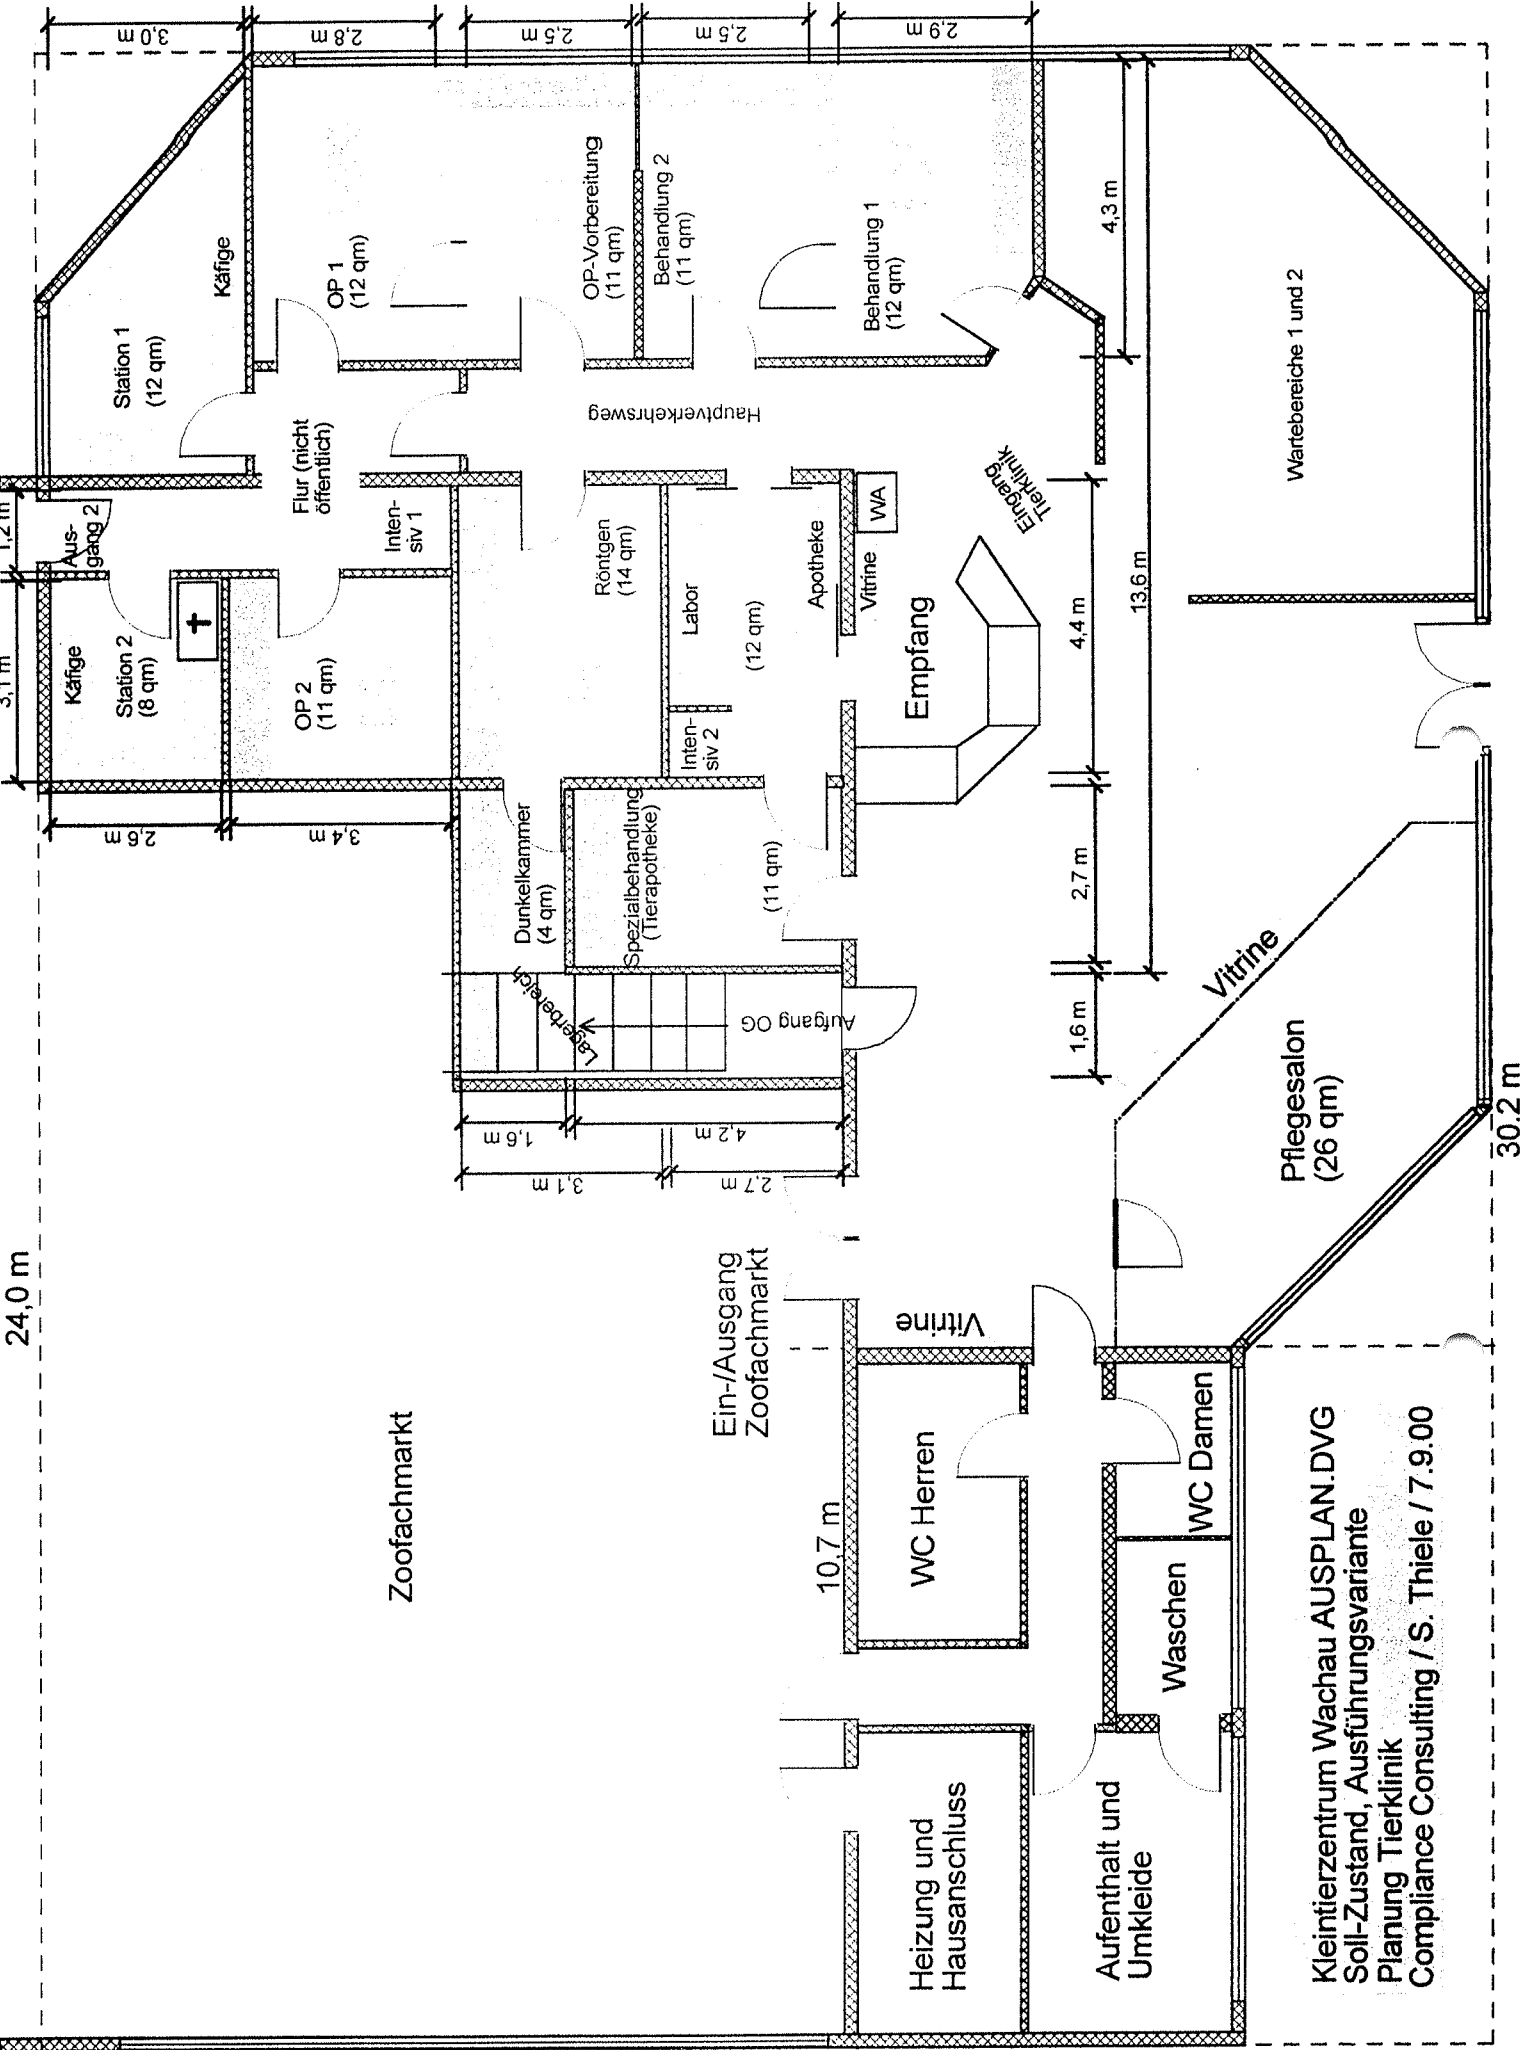 24,0 m
3,1 m
1,2 m
3,0 m
2,8 m
2,5 m
2,5 m
2,9 m
Käfige
Station 2
(8 qm)
Aus-
gang 2
Station 1
(12 qm)
Käfige
OP 2
(11 qm)
Flur (nicht
öffentlich)
Inten-
siv 1
OP 1
(12 qm)
OP-Vorbereitung
(11 qm)
Behandlung 2
(11 qm)
Behandlung 1
(12 qm)
Hauptverkehrsweg
2,6 m
3,4 m
Dunkelkammer
(4 qm)
Röntgen
(14 qm)
Labor
(12 qm)
Inten-
siv 2
Apotheke
Spezialbehandlung
(Tierapotheke)
(11 qm)
Lagerbereich
Aufgang OG
1,6 m
4,2 m
3,1 m
2,7 m
Zoofachmarkt
Ein-/Ausgang
Zoofachmarkt
10,7 m
Vitrine
WA
Empfang
Eingang
Tierklinik
4,3 m
4,4 m
13,6 m
2,7 m
1,6 m
Wartebereiche 1 und 2
Vitrine
Pflegesalon
(26 qm)
Vitrine
WC Herren
WC Damen
Waschen
Heizung und
Hausanschluss
Aufenthalt und
Umkleide
30,2 m
Kleintierzentrum Wachau AUSPLAN.DVG
Soll-Zustand, Ausführungsvariante
Planung Tierklinik
Compliance Consulting / S. Thiele / 7.9.00